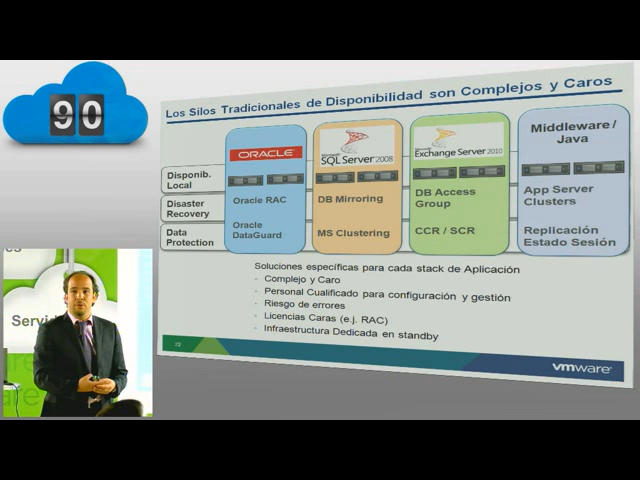 90
Los Silos Tradicionales de Disponibilidad son Complejos y Caros
ORACLE
Microsoft SQL Server 2008
Exchange Server 2010
Middleware /
Java
Disponib.
Local
Disaster
Recovery
Data
Protection
Oracle RAC
Oracle
DataGuard
DB Mirroring
MS Clustering
DB Access
Group
CCR / SCR
App Server
Clusters
Replicación
Estado Sesión
Soluciones específicas para cada stack de Aplicación
- Complejo y Caro
- Personal Cualificado para configuración y gestión
- Riesgo de errores
- Licencias Caras (e.j. RAC)
- Infraestructura Dedicada en standby
vmware
Servid